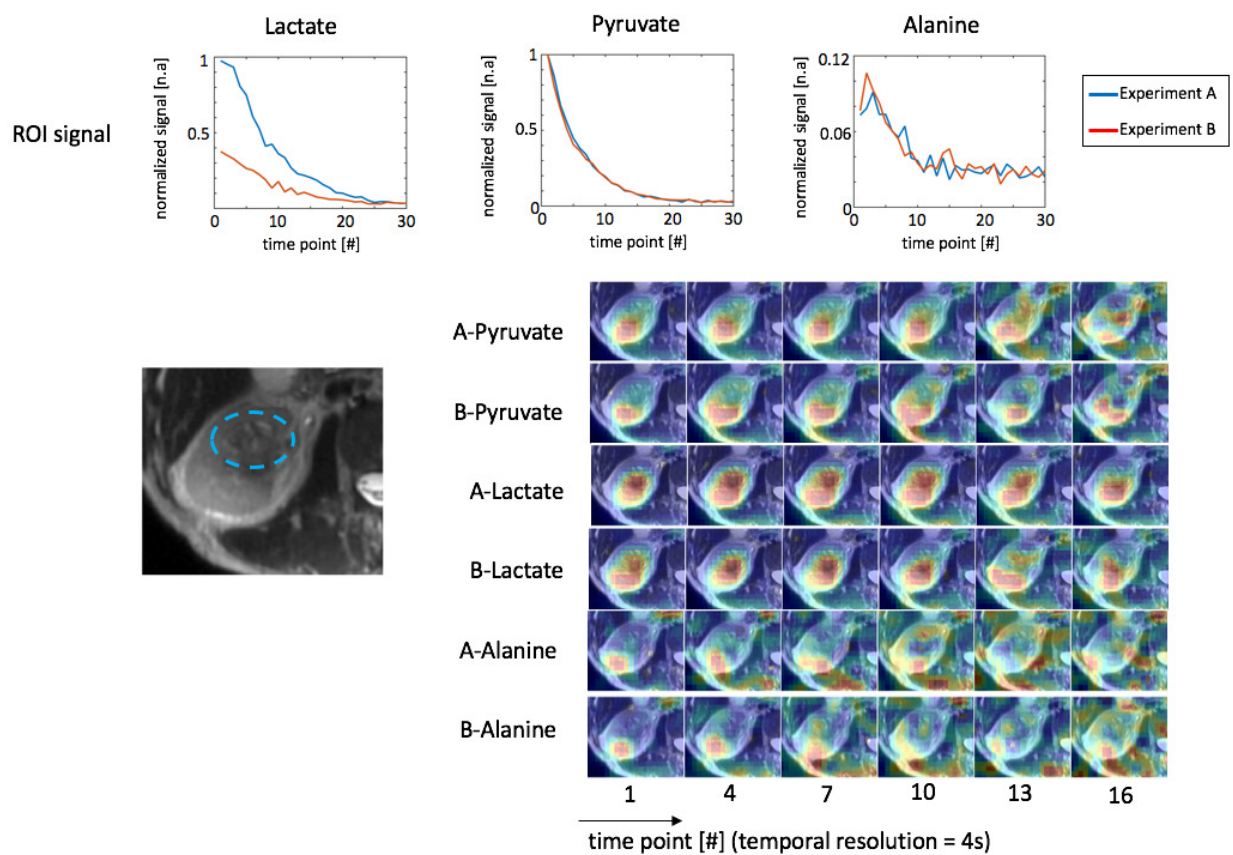 Lactate
Pyruvate
Alanine
ROI signal
normalized signal [n.a]
1
0.5
0
10
20
30
time point [#]
normalized signal [n.a]
1
0.5
0
0
10
20
30
time point [#]
normalized signal [n.a]
0.12
0.06
0
0
10
20
30
time point [#]
Experiment A
Experiment B
A-Pyruvate
B-Pyruvate
A-Lactate
B-Lactate
A-Alanine
B-Alanine
1 4 7 10 13 16
time point [#] (temporal resolution = 4s)